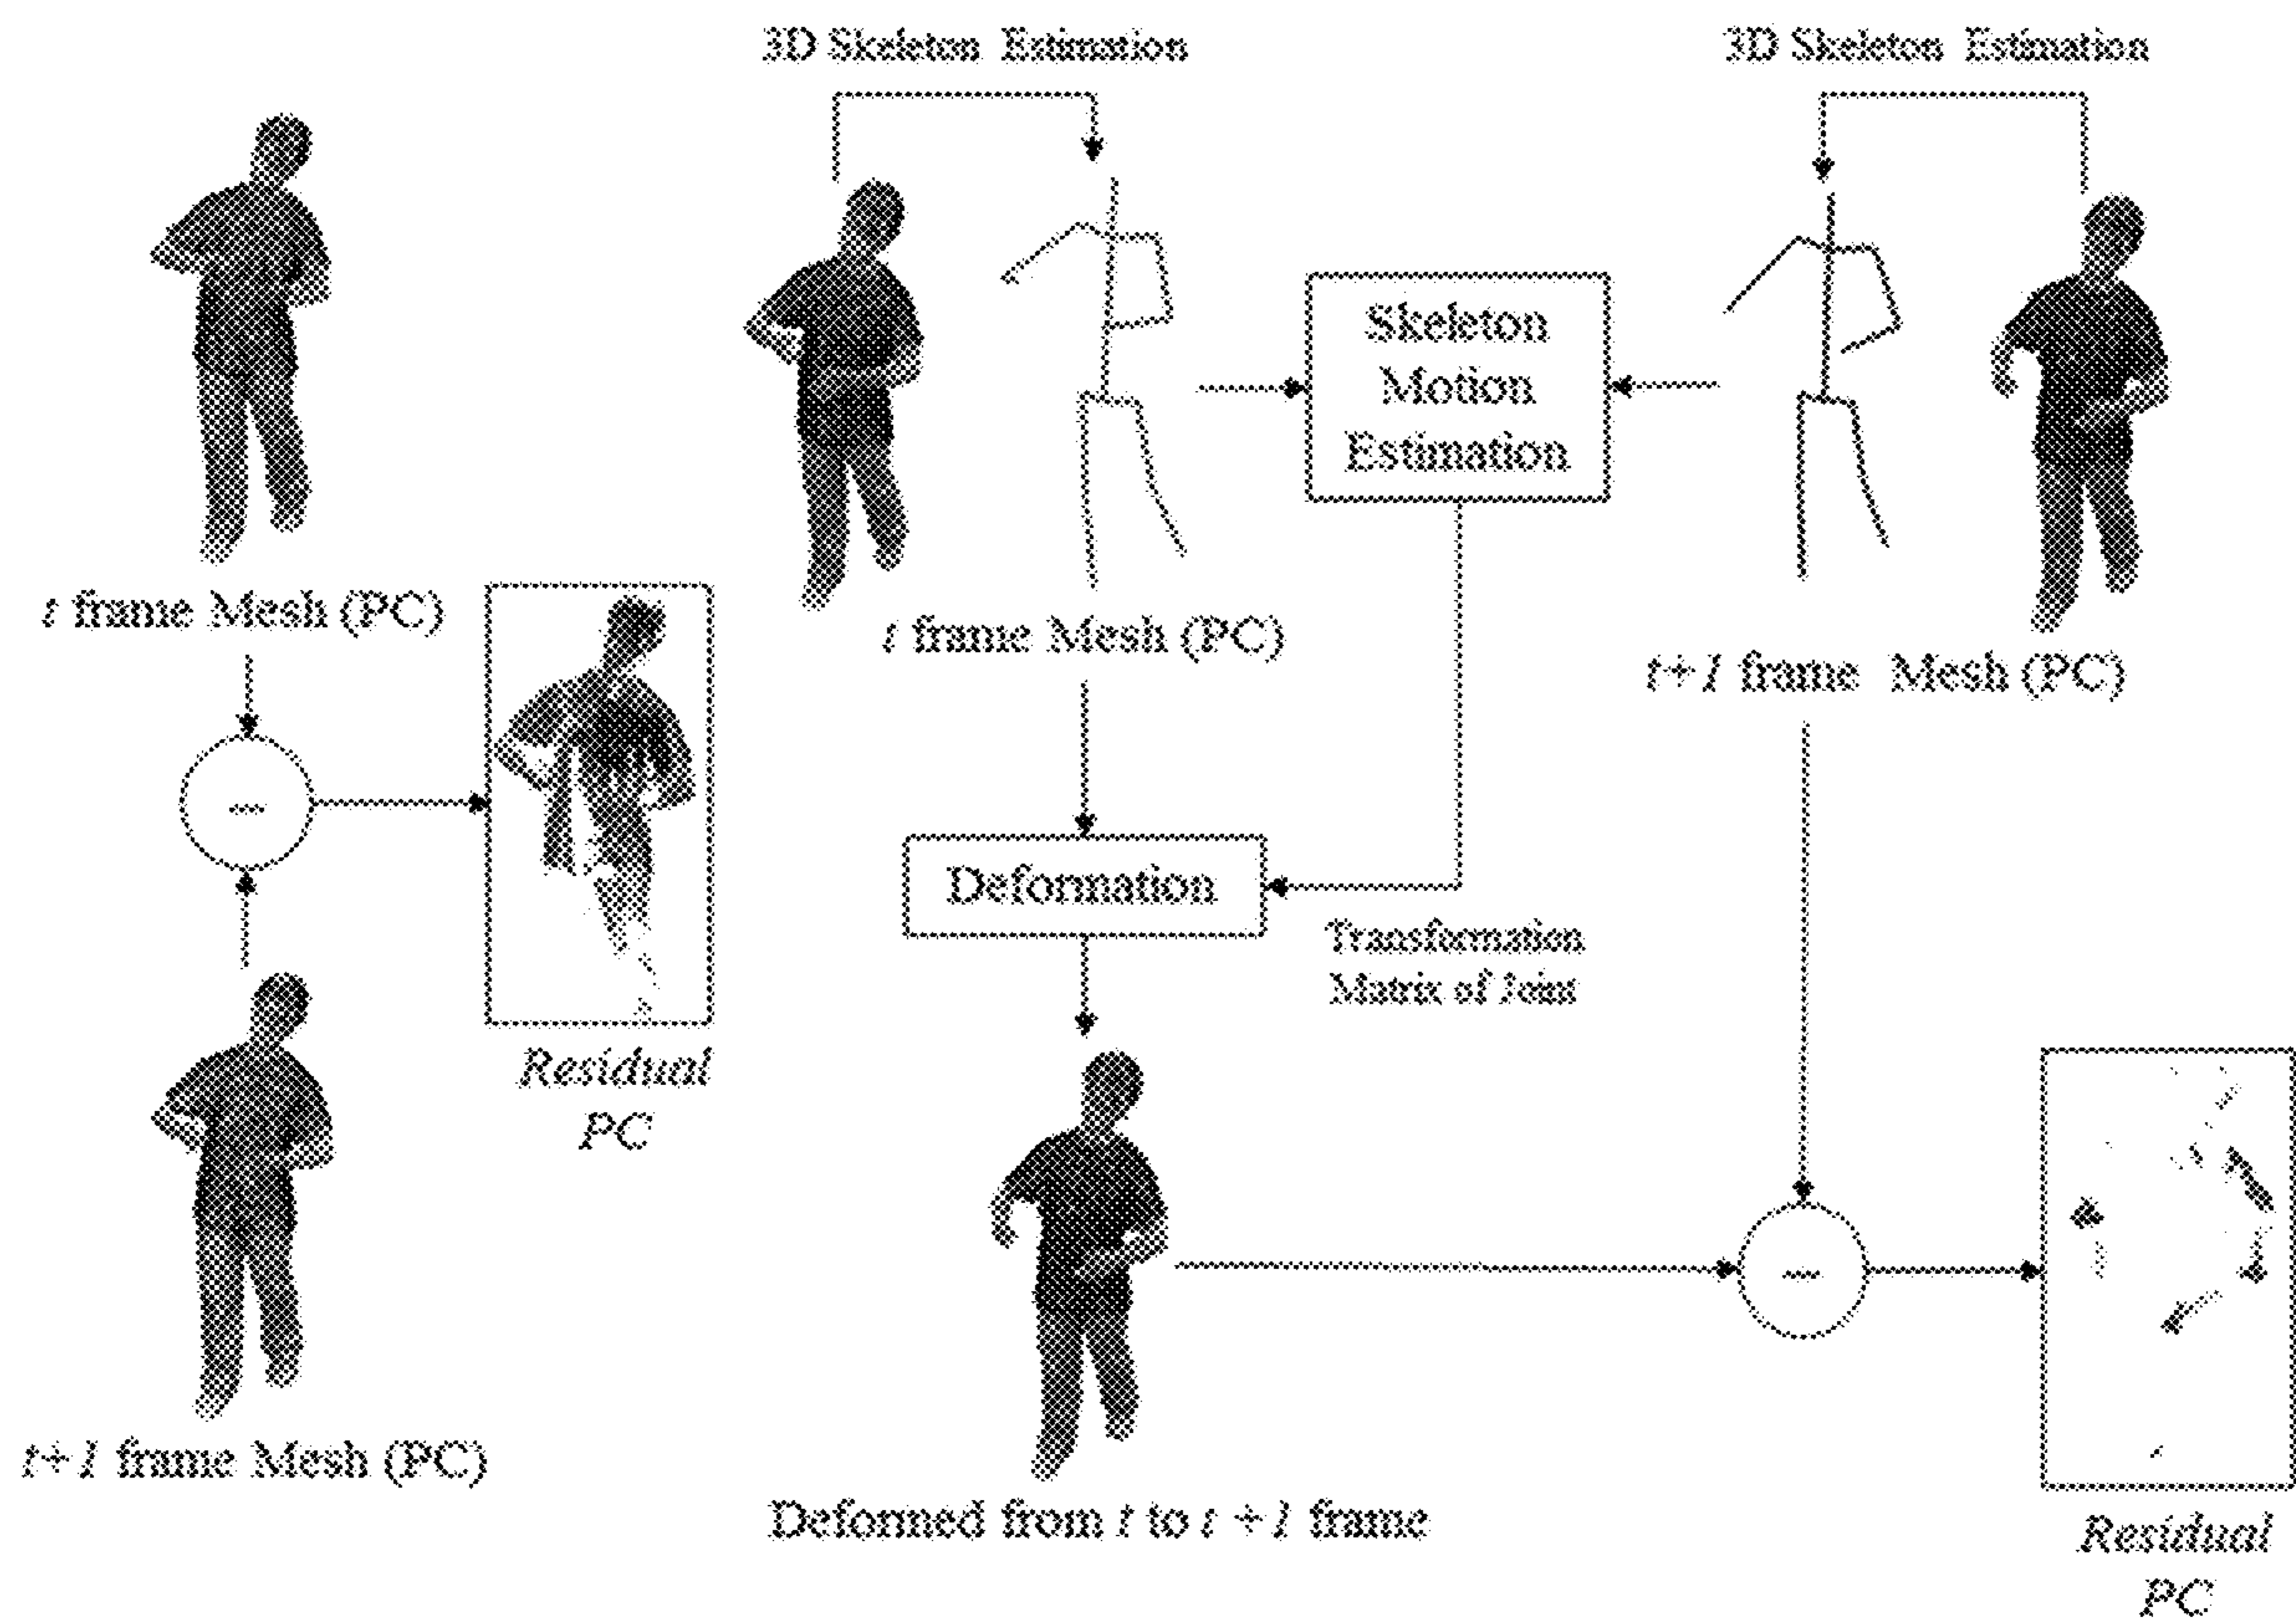 3D Skeleton Estimation
3D Skeleton Estimation
Skeleton
Motion
Estimation
t frame Mesh (PC)
t frame Mesh (PC)
t+1 frame Mesh (PC)
-
Deformation
Transformation
Matrix of Joint
Residual
PC
-
t+1 frame Mesh (PC)
Deformed from t to t +1 frame
Residual
PC